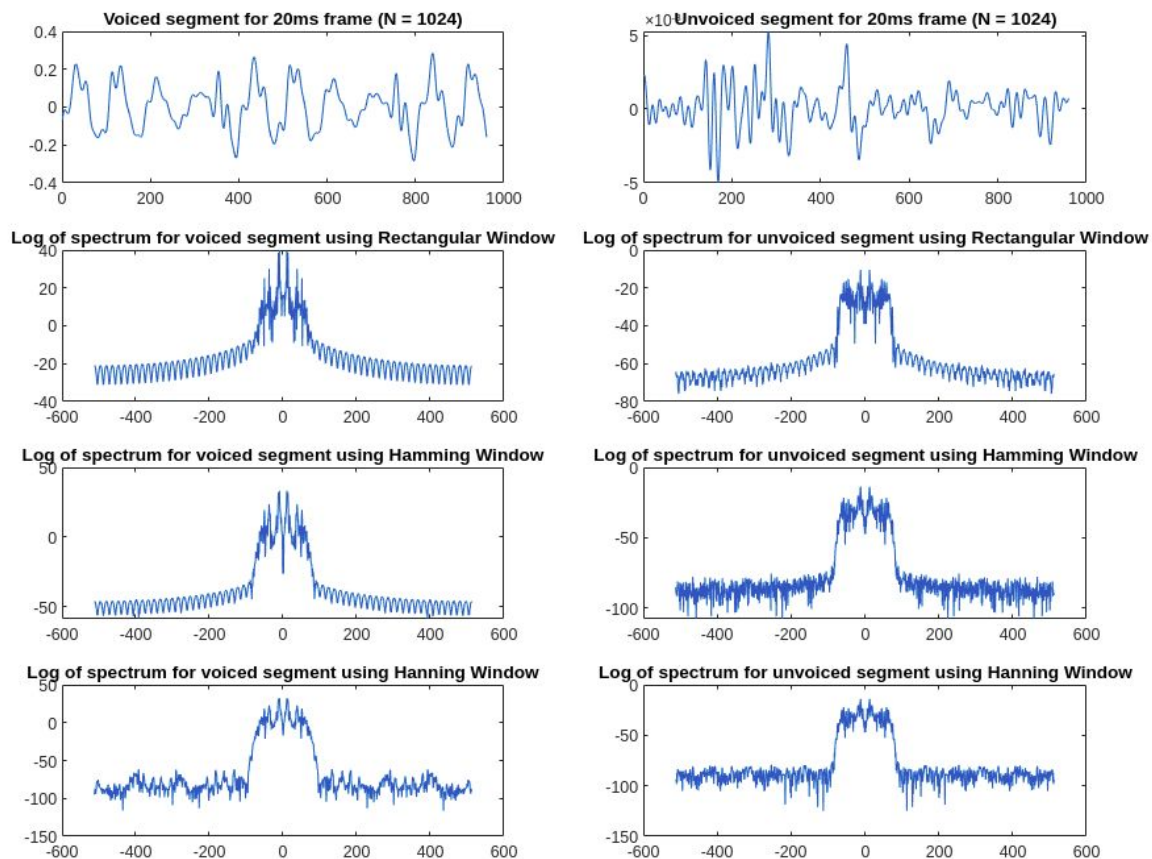 Voiced segment for 20ms frame (N = 1024)
0.4
0.2
0
-0.2
-0.4
0 200 400 600 800 1000
Unvoiced segment for 20ms frame (N = 1024)
5
0
-5
0 200 400 600 800 1000
Log of spectrum for voiced segment using Rectangular Window
40
20
0
-20
-40
-600 -400 -200 0 200 400 600
Log of spectrum for unvoiced segment using Rectangular Window
0
-20
-40
-60
-80
-600 -400 -200 0 200 400 600
Log of spectrum for voiced segment using Hamming Window
50
0
-50
-600 -400 -200 0 200 400 600
Log of spectrum for unvoiced segment using Hamming Window
0
-50
-100
-600 -400 -200 0 200 400 600
Log of spectrum for voiced segment using Hanning Window
50
0
-50
-100
-150
-600 -400 -200 0 200 400 600
Log of spectrum for unvoiced segment using Hanning Window
0
-50
-100
-150
-600 -400 -200 0 200 400 600